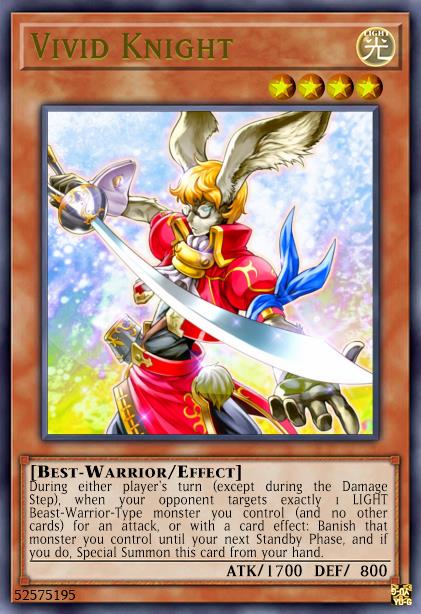 Vivid Knight
LIGHT
光
[Best-Warrior/Effect]
During either player's turn (except during the Damage
Step), when your opponent targets exactly 1 LIGHT
Beast-Warrior-Type monster you control (and no other
cards) for an attack, or with a card effect: Banish that
monster you control until your next Standby Phase, and if
you do, Special Summon this card from your hand.
ATK/1700 DEF/ 800
52575195